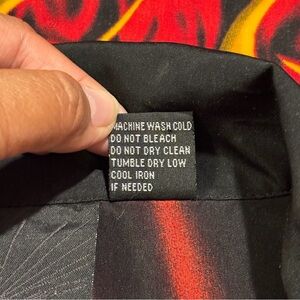 MACHINE WASH COLD
DO NOT BLEACH
DO NOT DRY CLEAN
TUMBLE DRY LOW
COOL IRON
IF NEEDED